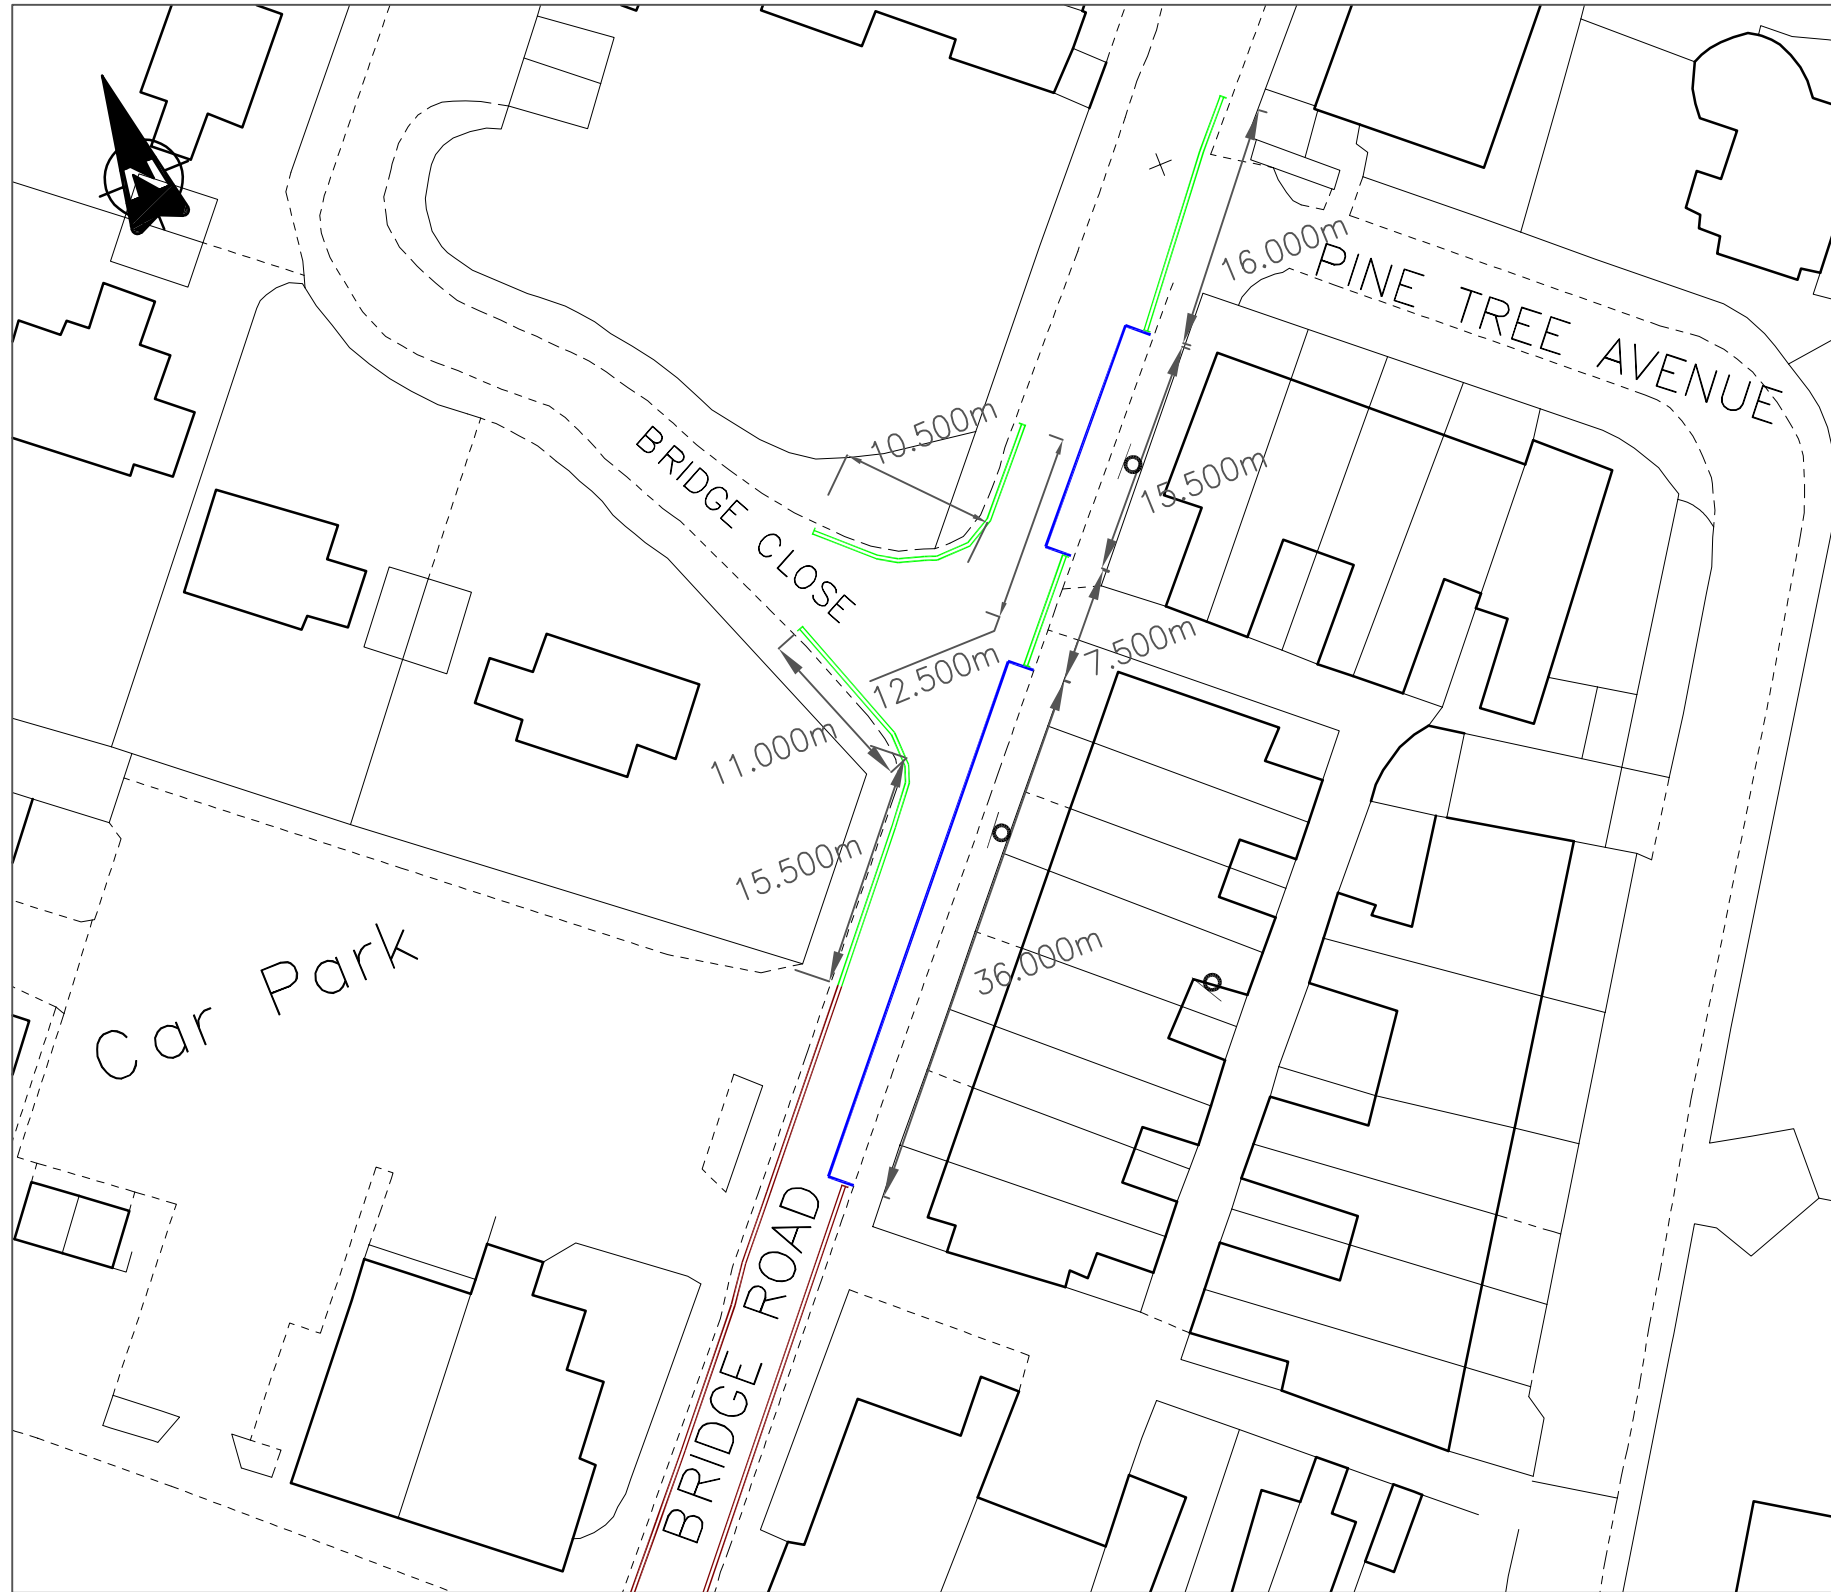 16.000m
PINE TREE AVENUE
10.500m
15.500m
BRIDGE CLOSE
7.500m
12.500m
11.000m
15.500m
36.000m
Car Park
BRIDGE ROAD